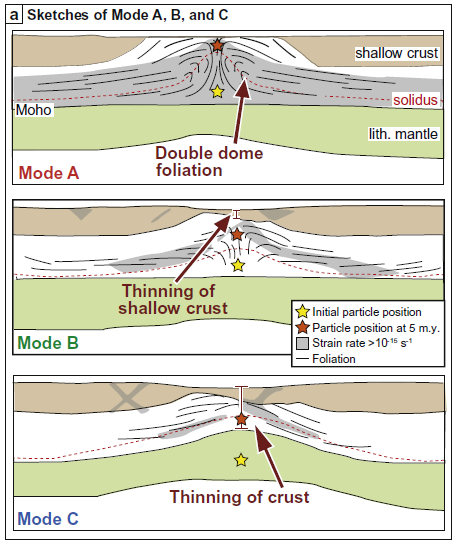 a Sketches of Mode A, B, and C
shallow crust
solidus
Moho
lith. mantle
Double dome
foliation
Mode A
Thinning of
shallow crust
Mode B
Initial particle position
Particle position at 5 m.y.
Strain rate >10⁻¹⁵ s⁻¹
Foliation
Thinning of crust
Mode C